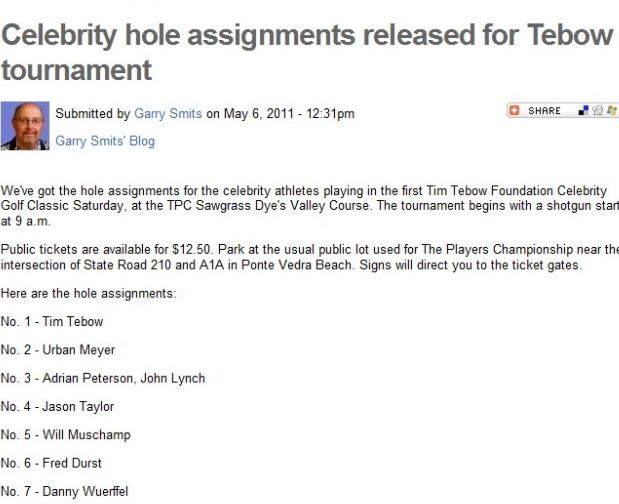 Celebrity hole assignments released for Tebow
tournament
Submitted by Garry Smits on May 6, 2011 - 12:31pm
SHARE
Garry Smits' Blog
We've got the hole assignments for the celebrity athletes playing in the first Tim Tebow Foundation Celebrity
Golf Classic Saturday, at the TPC Sawgrass Dye's Valley Course. The tournament begins with a shotgun start
at 9 a.m.
Public tickets are available for $12.50. Park at the usual public lot used for The Players Championship near the
intersection of State Road 210 and A1A in Ponte Vedra Beach. Signs will direct you to the ticket gates.
Here are the hole assignments:
No. 1 - Tim Tebow
No. 2 - Urban Meyer
No. 3 - Adrian Peterson, John Lynch
No. 4 - Jason Taylor
No. 5 - Will Muschamp
No. 6 - Fred Durst
No. 7 - Danny Wuerffel